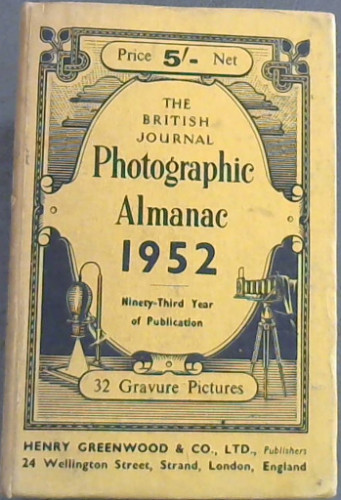 Price 5/- Net
THE
BRITISH
JOURNAL
Photographic
Almanac
1952
Ninety-Third Year
of Publication
32 Gravure Pictures
HENRY GREENWOOD & CO., LTD., Publishers
24 Wellington Street, Strand, London, England